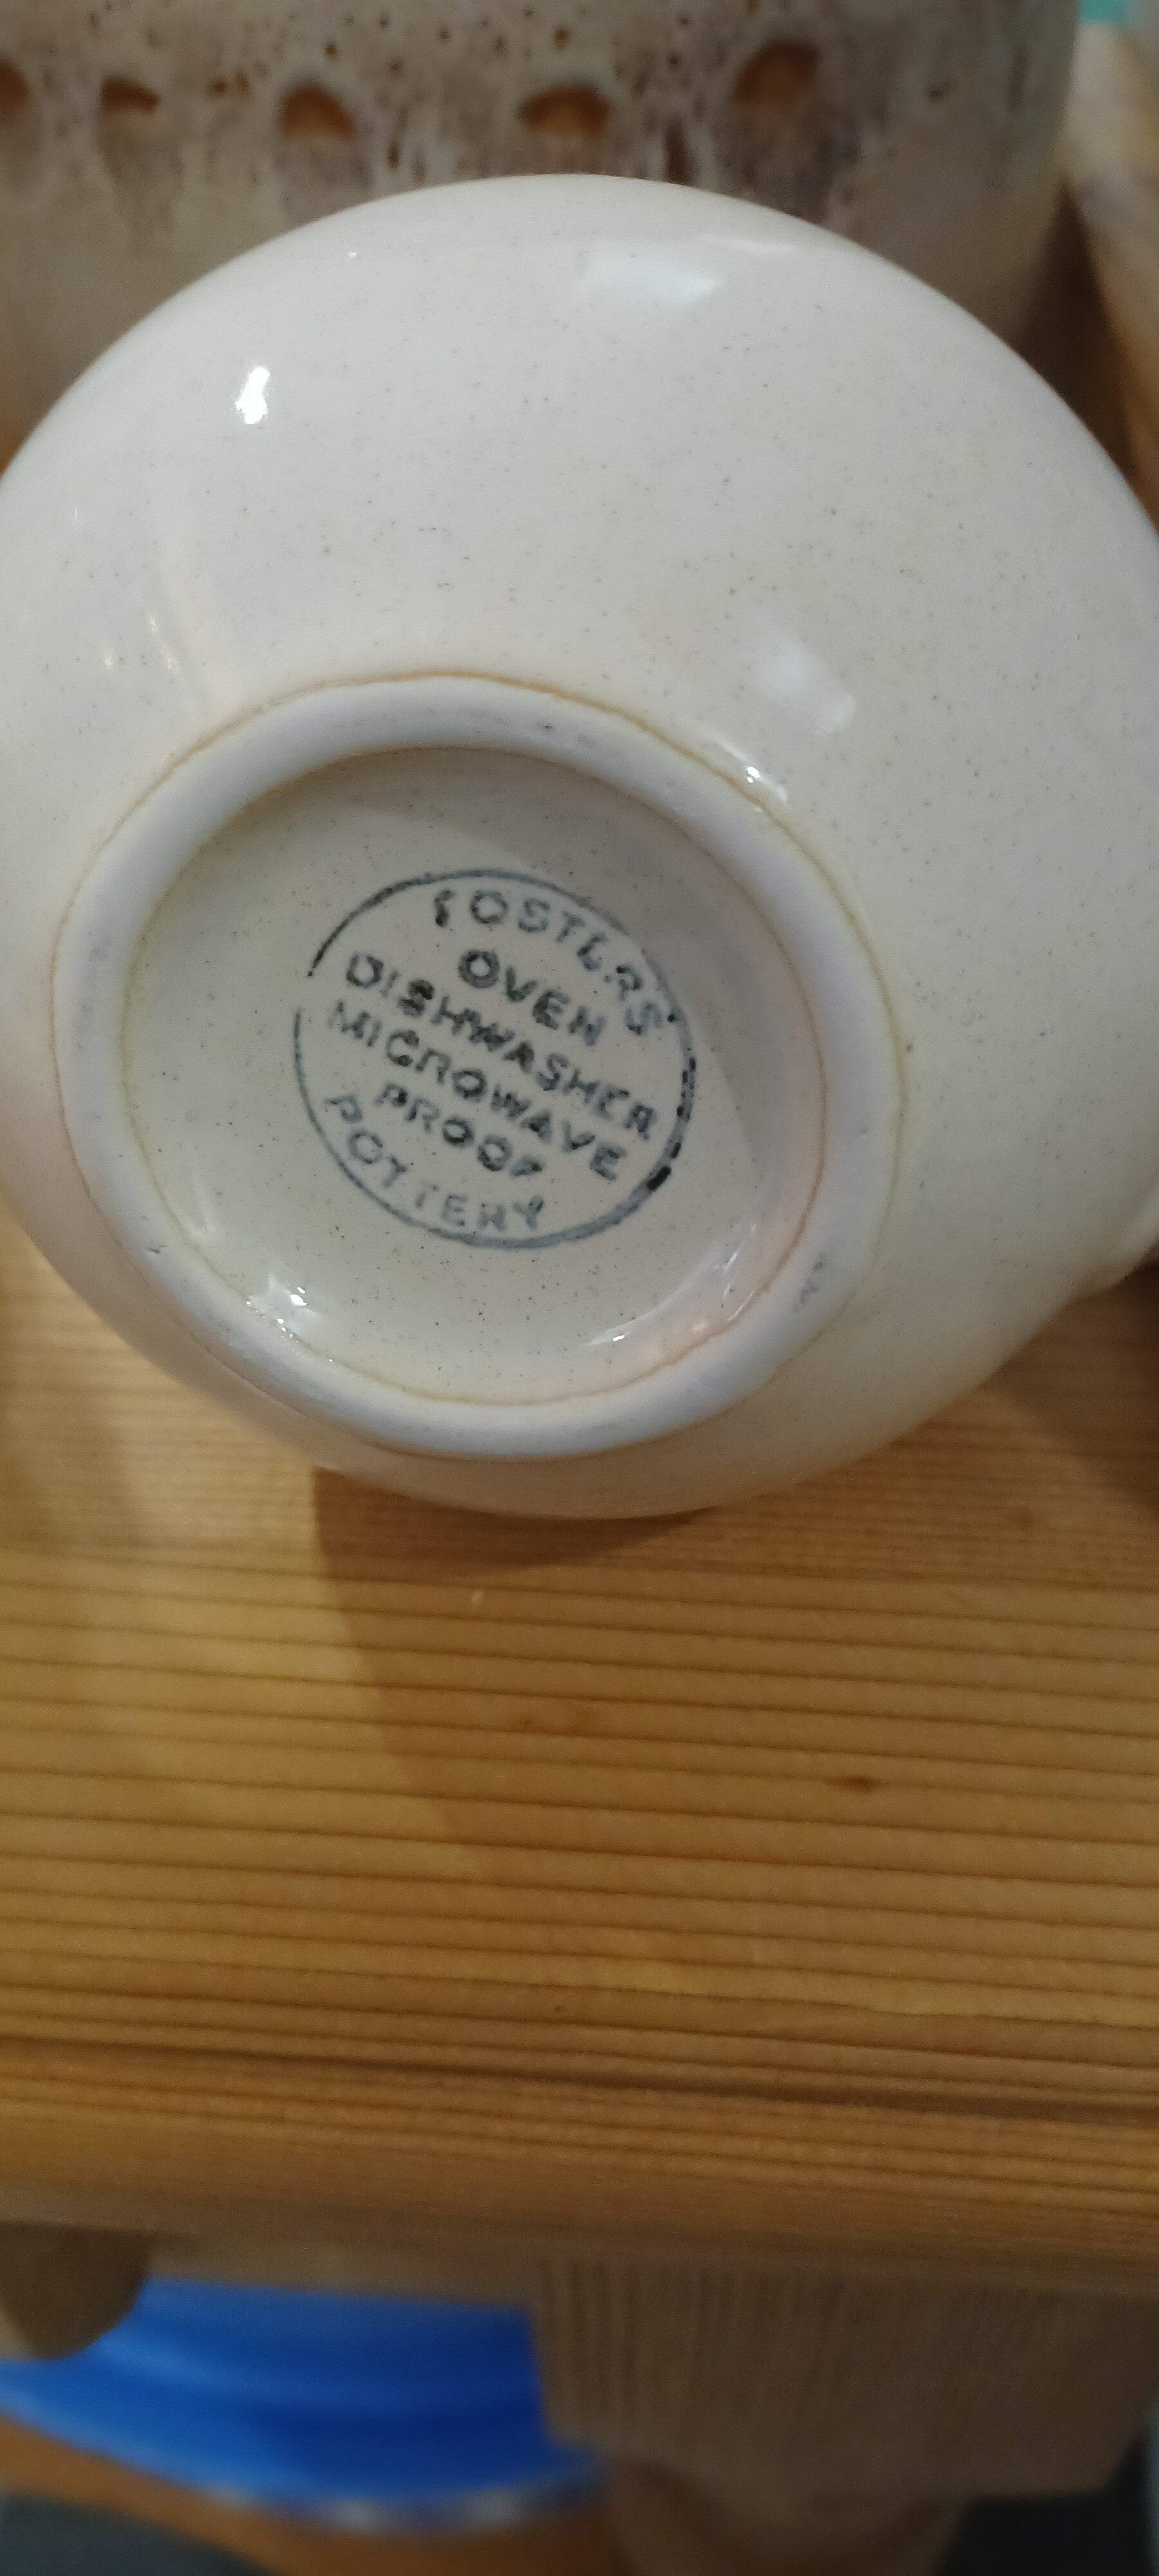 FOSTERS
OVEN
DISHWASHER
MICROWAVE
PROOF
POTTERY